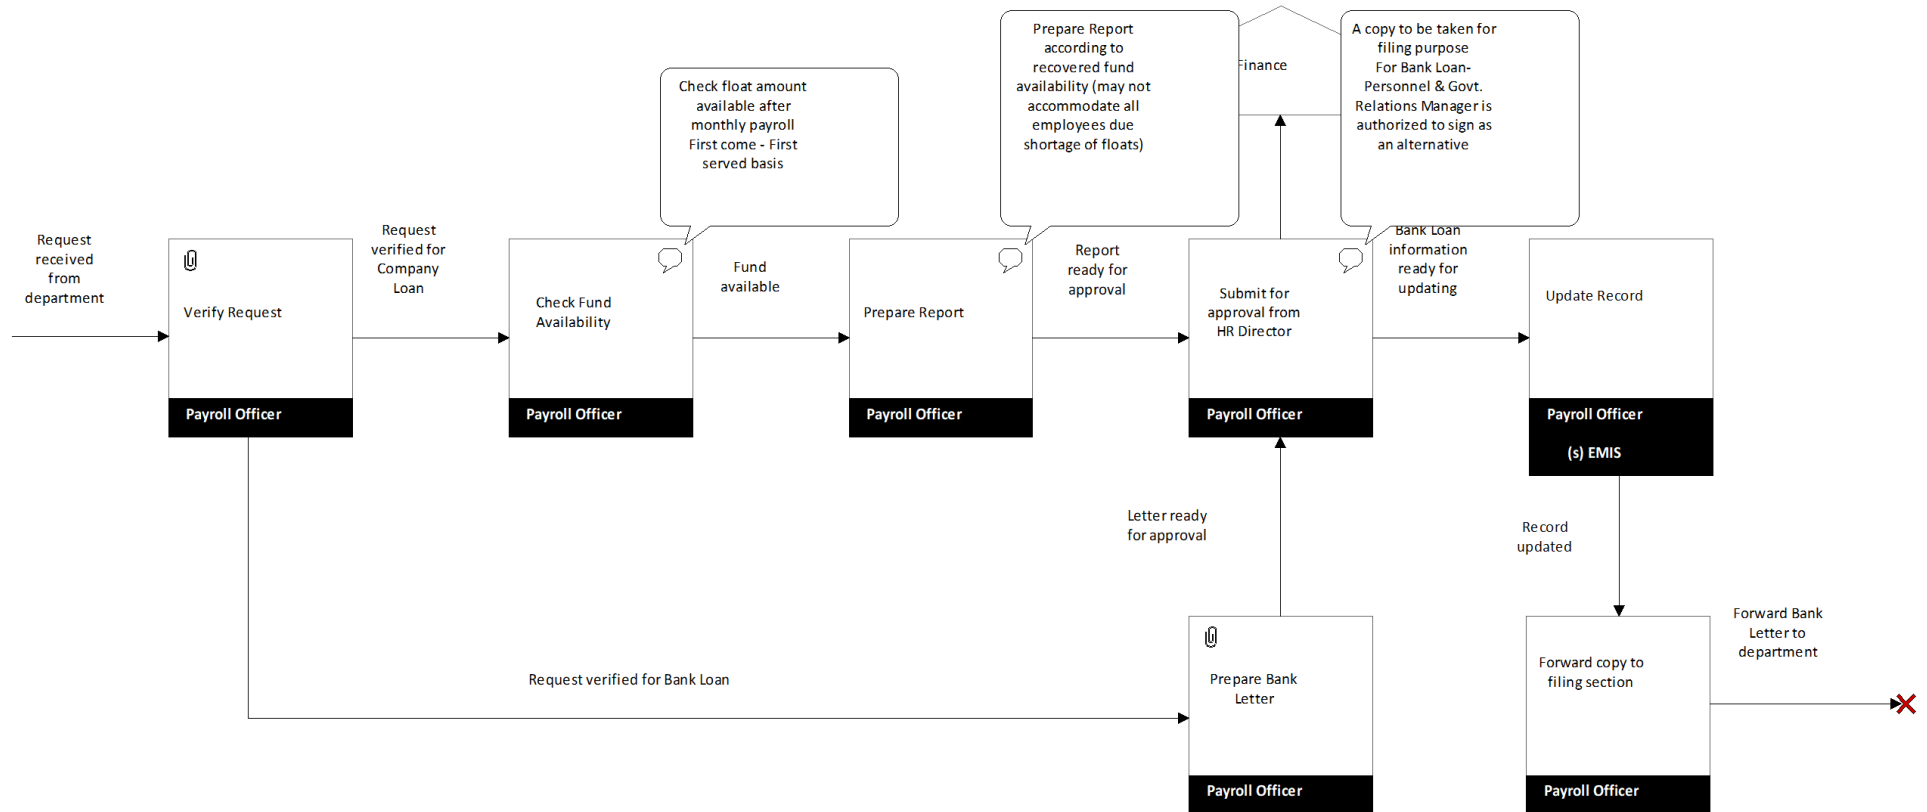 Prepare Report
according to
recovered fund
availability (may not
accommodate all
employees due
shortage of floats)
Finance
A copy to be taken for
filing purpose
For Bank Loan-
Personnel & Govt.
Relations Manager is
authorized to sign as
an alternative
Check float amount
available after
monthly payroll
First come - First
served basis
Request
received
from
department
Request
verified for
Company
Loan
Fund
available
Report
ready for
approval
Bank Loan
information
ready for
updating
Verify Request
Check Fund
Availability
Prepare Report
Submit for
approval from
HR Director
Update Record
Payroll Officer
Payroll Officer
Payroll Officer
Payroll Officer
Payroll Officer
(s) EMIS
Letter ready
for approval
Record
updated
Request verified for Bank Loan
Prepare Bank
Letter
Forward copy to
filing section
Forward Bank
Letter to
department
Payroll Officer
Payroll Officer